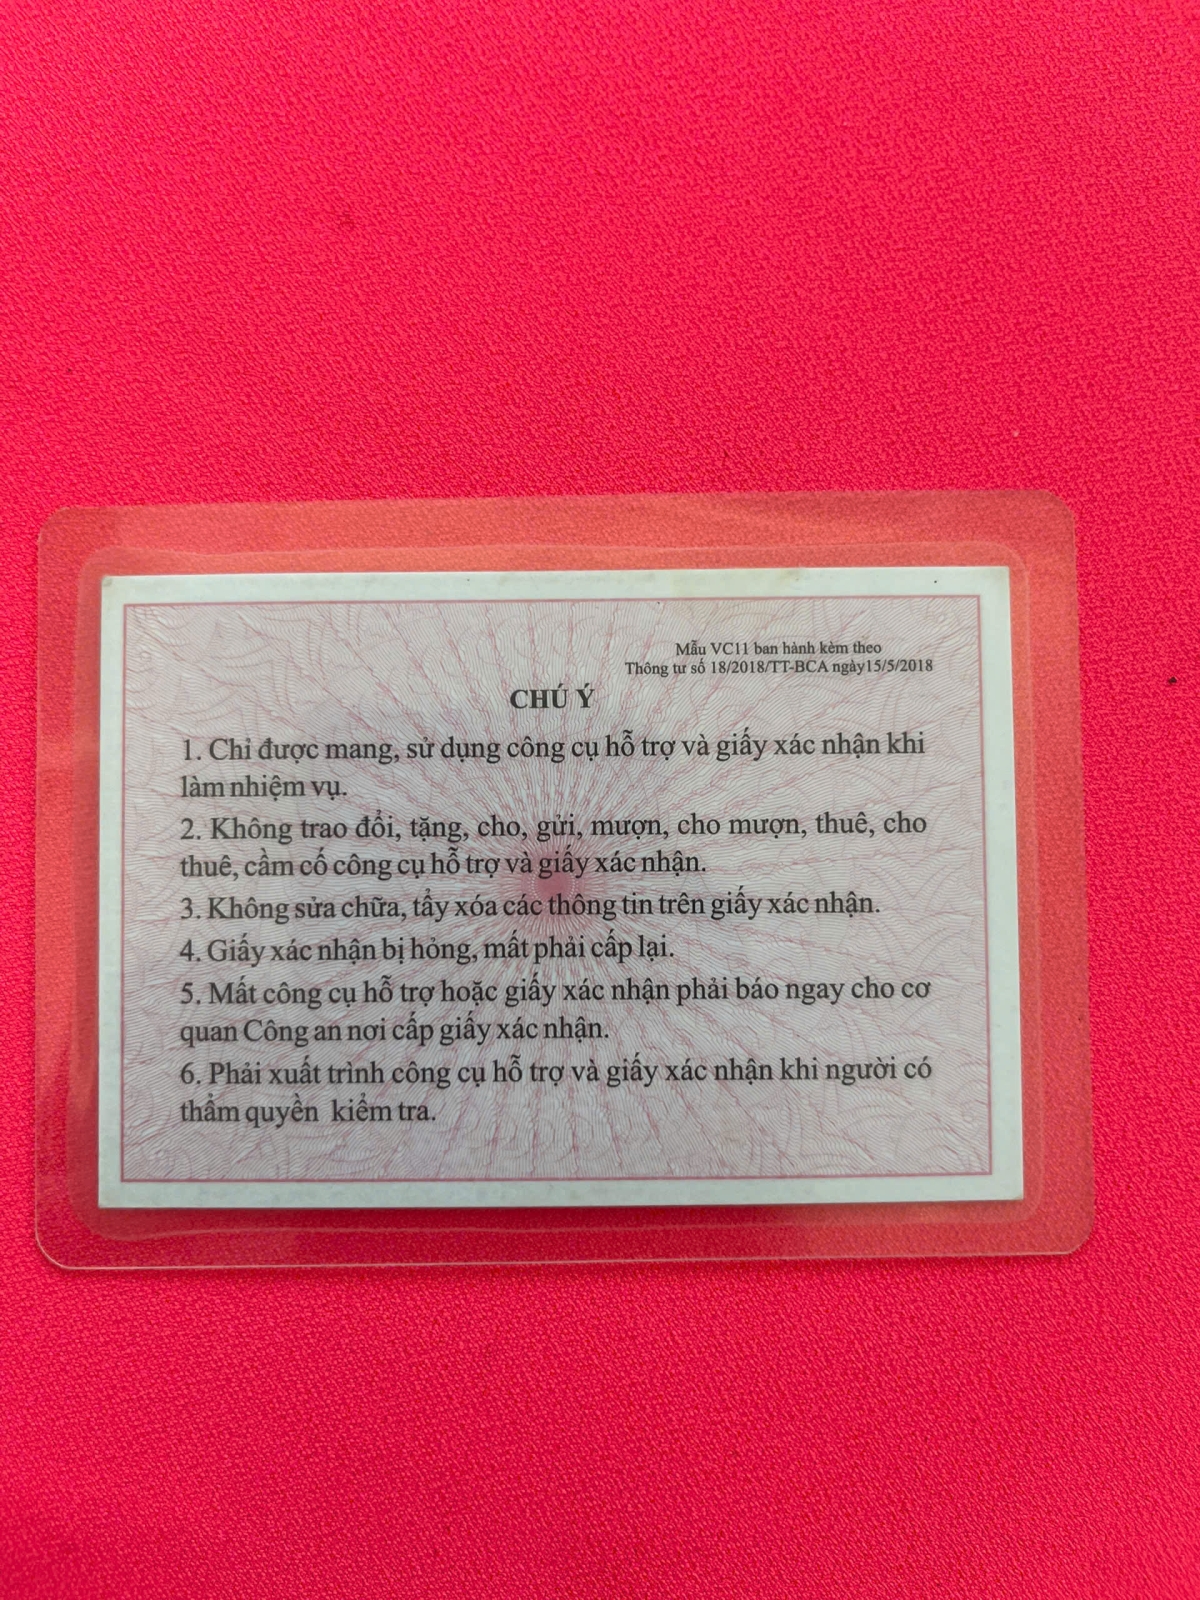 Mẫu VC11 ban hành kèm theo
Thông tư số 18/2018/TT-BCA ngày15/5/2018
CHÚ Ý
1. Chỉ được mang, sử dụng công cụ hỗ trợ và giấy xác nhận khi
làm nhiệm vụ.
2. Không trao đổi, tặng, cho, gửi, mượn, cho mượn, thuê, cho
thuê, cầm cố công cụ hỗ trợ và giấy xác nhận.
3. Không sửa chữa, tẩy xóa các thông tin trên giấy xác nhận.
4. Giấy xác nhận bị hỏng, mất phải cấp lại.
5. Mất công cụ hỗ trợ hoặc giấy xác nhận phải báo ngay cho cơ
quan Công an nơi cấp giấy xác nhận.
6. Phải xuất trình công cụ hỗ trợ và giấy xác nhận khi người có
thẩm quyền kiểm tra.